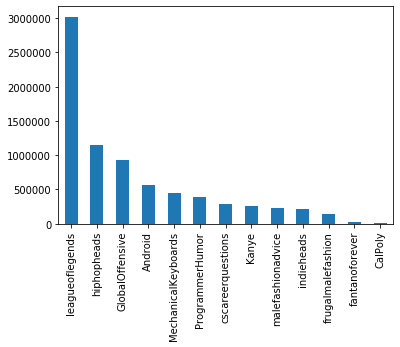 3000000
2500000
2000000
1500000
1000000
500000
0
leagueoflegends
hiphopheads
GlobalOffensive
Android
MechanicalKeyboards
ProgrammerHumor
cscareerquestions
Kanye
malefashionadvice
indieheads
frugalmalefashion
fantanoforever
CalPoly